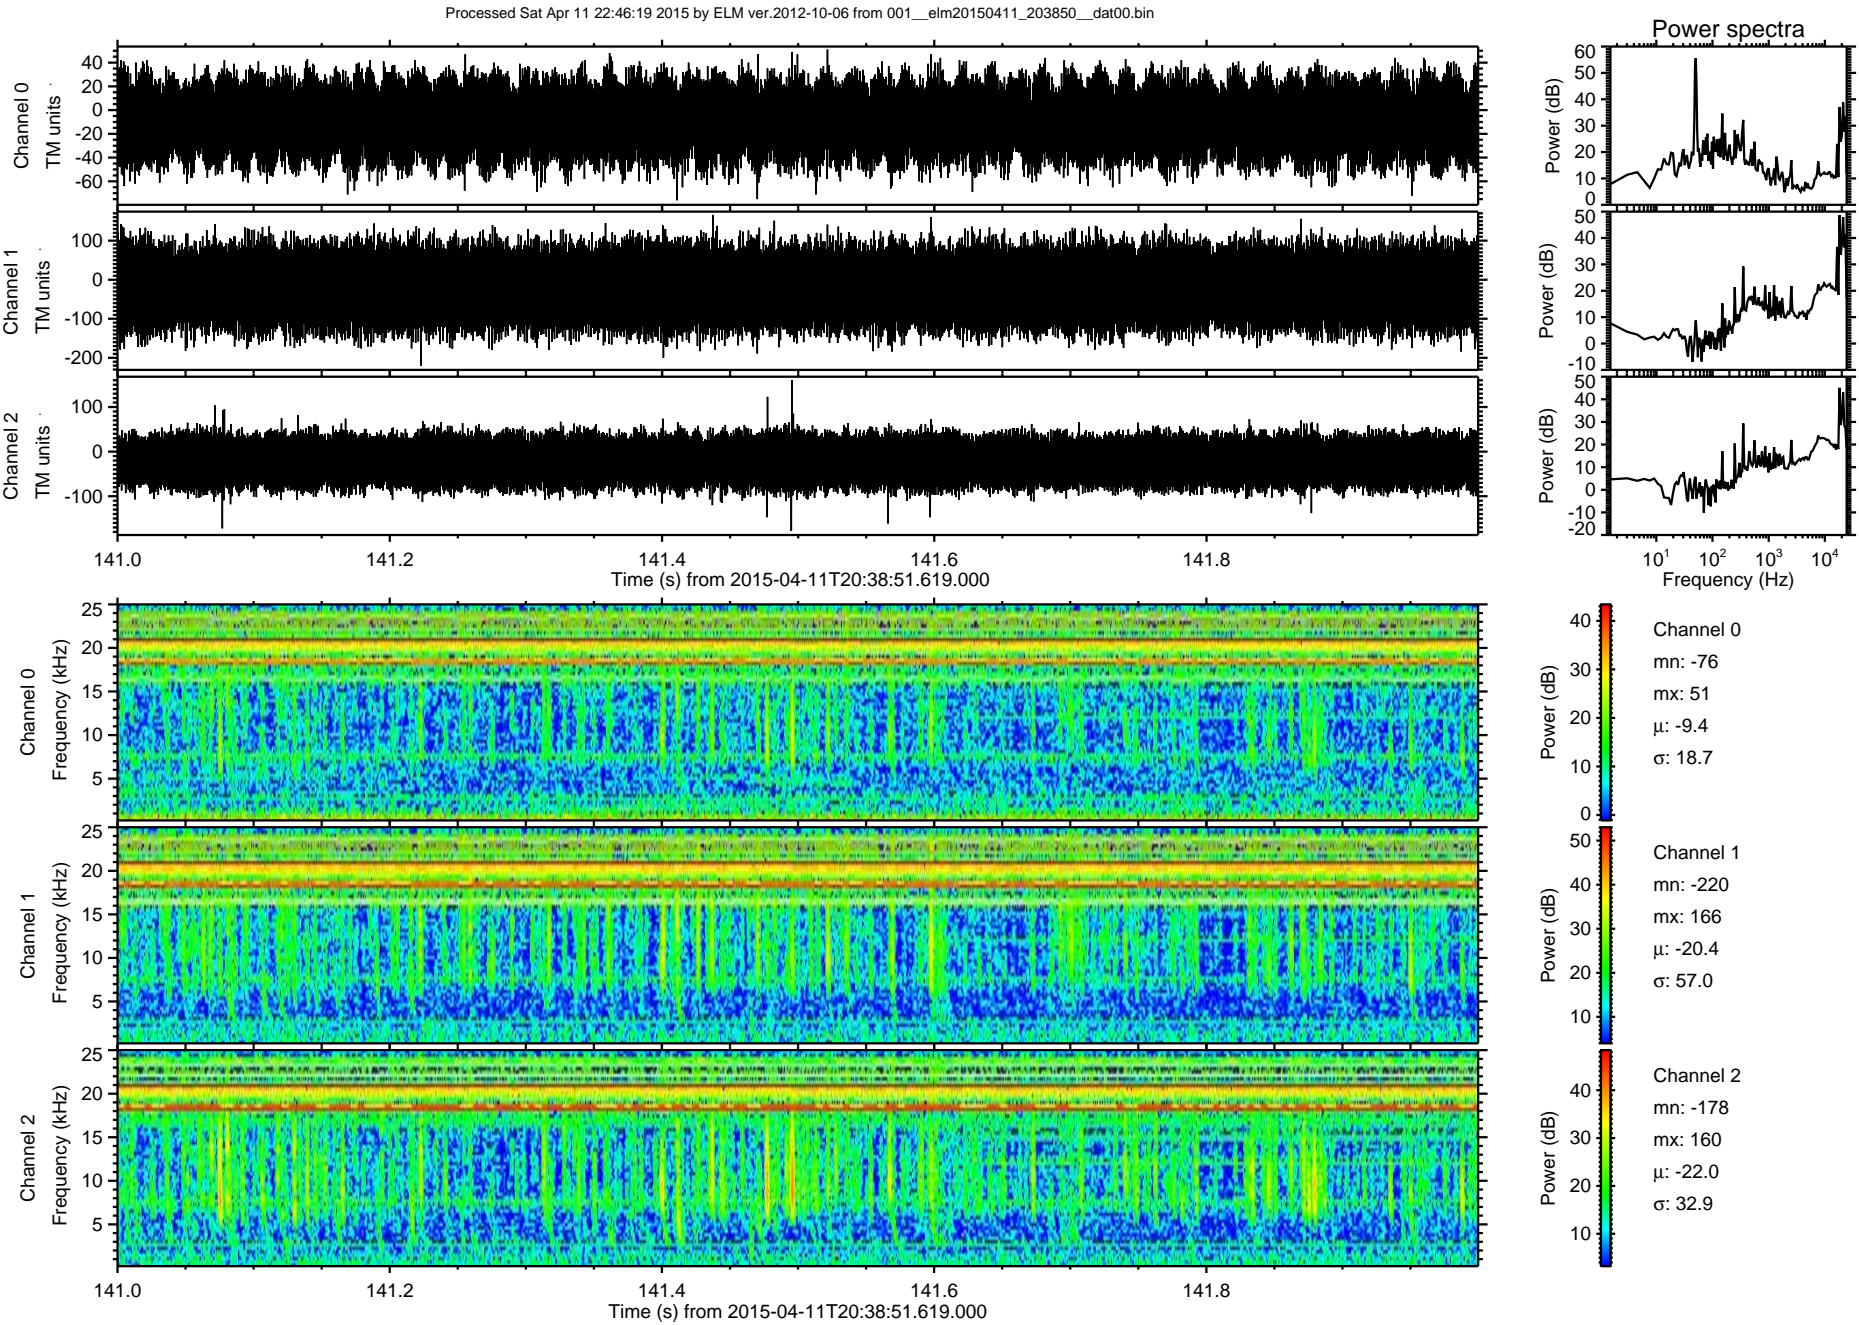 Processed Sat Apr 11 22:46:19 2015 by ELM ver.2012-10-06 from 001__elm20150411_203850__dat00.bin
Power spectra
Channel 0
TM units
40
20
0
-20
-40
-60
Power (dB)
60
50
40
30
20
10
0
Channel 1
TM units
100
0
-100
-200
Power (dB)
50
40
30
20
10
0
-10
Channel 2
TM units
100
0
-100
Power (dB)
50
40
30
20
10
0
-10
-20
141.0 141.2 141.4 141.6 141.8
Time (s) from 2015-04-11T20:38:51.619.000
10^1 10^2 10^3 10^4
Frequency (Hz)
Channel 0
Frequency (kHz)
25
20
15
10
5
Power (dB)
40
30
20
10
0
Channel 0
mn: -76
mx: 51
µ: -9.4
σ: 18.7
Channel 1
Frequency (kHz)
25
20
15
10
5
Power (dB)
50
40
30
20
10
Channel 1
mn: -220
mx: 166
µ: -20.4
σ: 57.0
Channel 2
Frequency (kHz)
25
20
15
10
5
Power (dB)
40
30
20
10
Channel 2
mn: -178
mx: 160
µ: -22.0
σ: 32.9
141.0 141.2 141.4 141.6 141.8
Time (s) from 2015-04-11T20:38:51.619.000